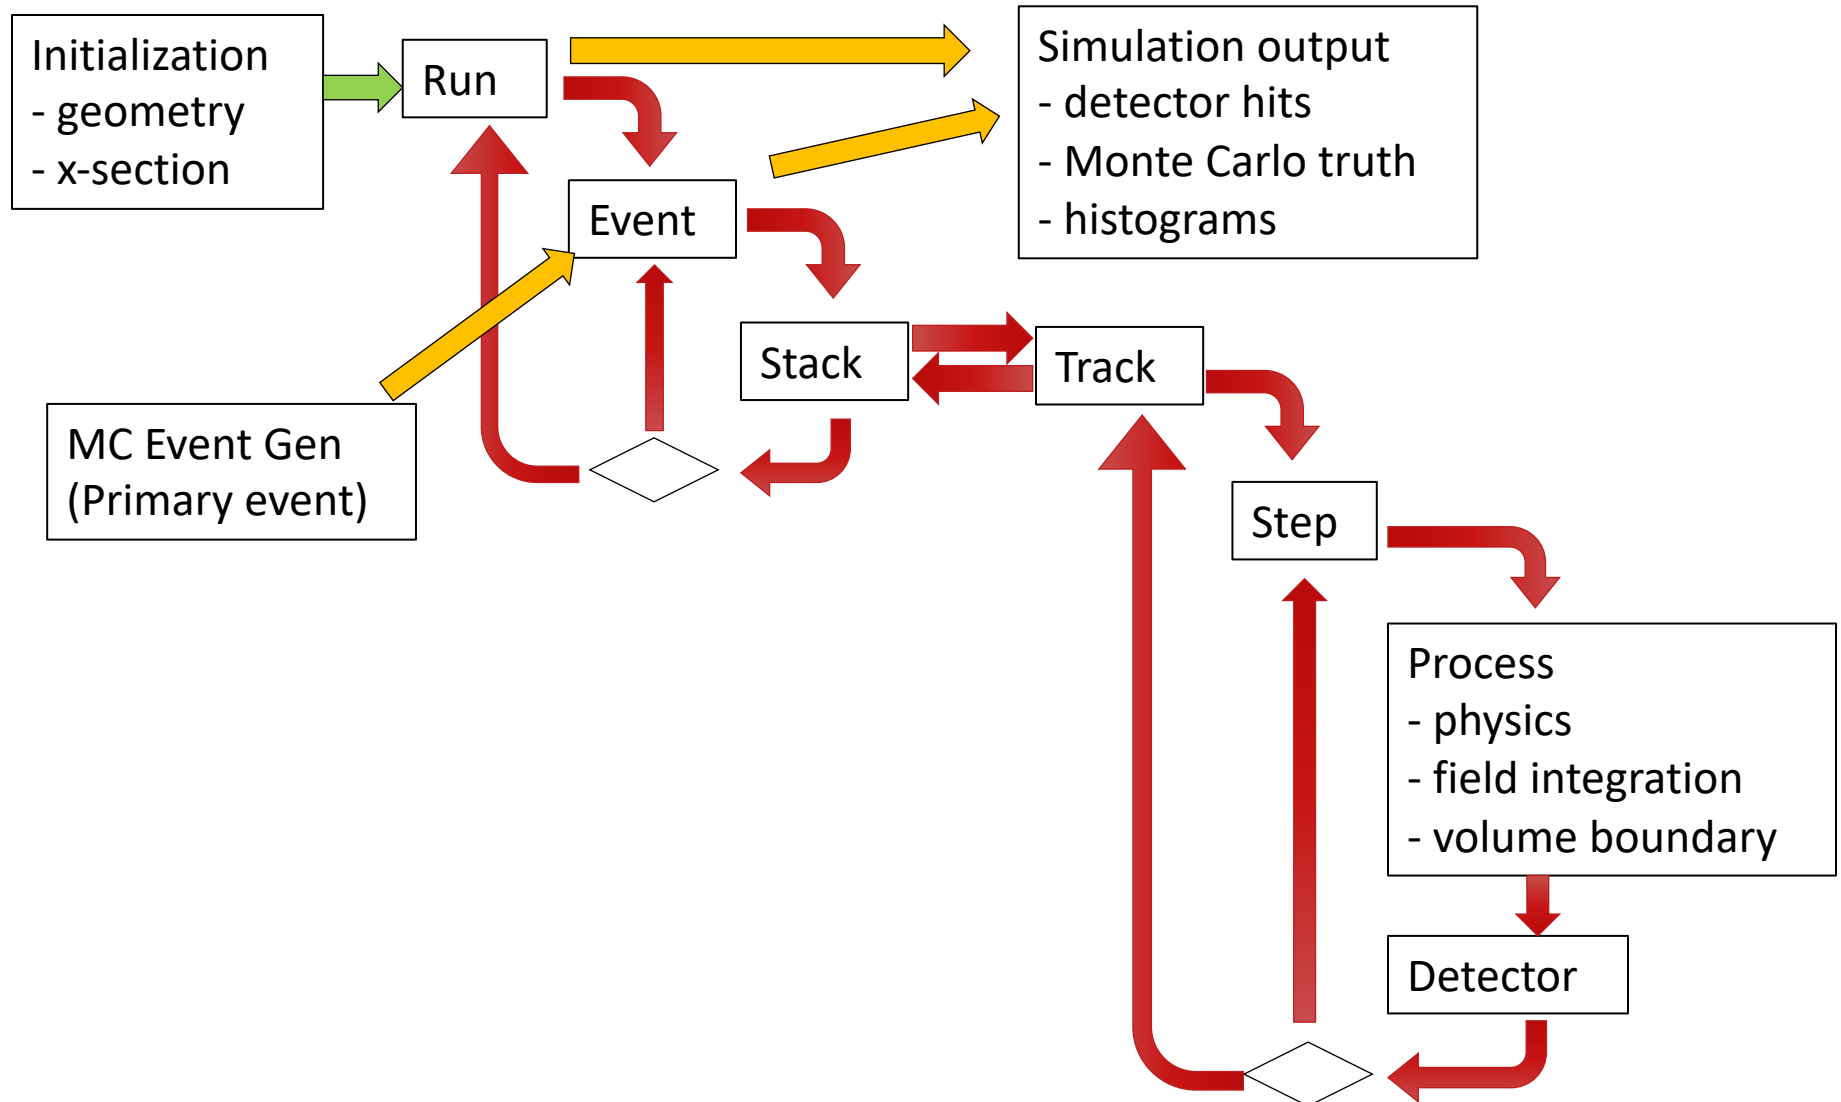 Initialization
- geometry
- x-section
Run
Simulation output
- detector hits
- Monte Carlo truth
- histograms
Event
Stack
Track
MC Event Gen
(Primary event)
Step
Process
- physics
- field integration
- volume boundary
Detector